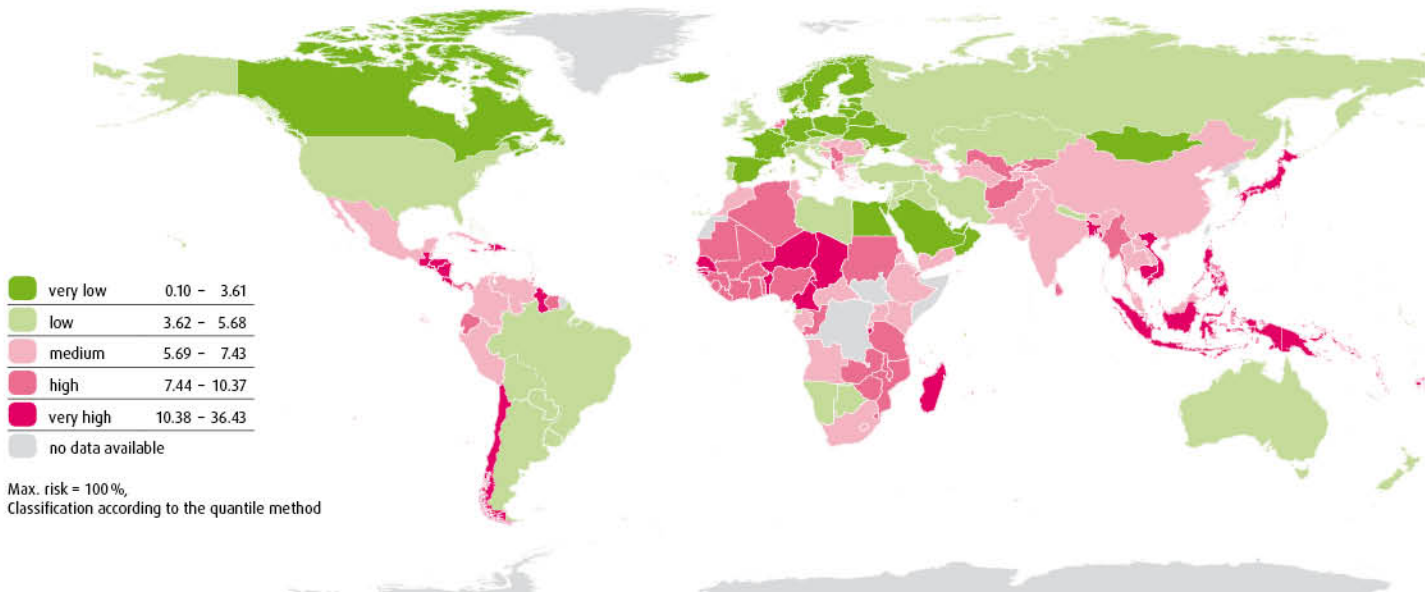 very low 0.10 – 3.61
low 3.62 – 5.68
medium 5.69 – 7.43
high 7.44 – 10.37
very high 10.38 – 36.43
no data available
Max. risk = 100 %,
Classification according to the quantile method